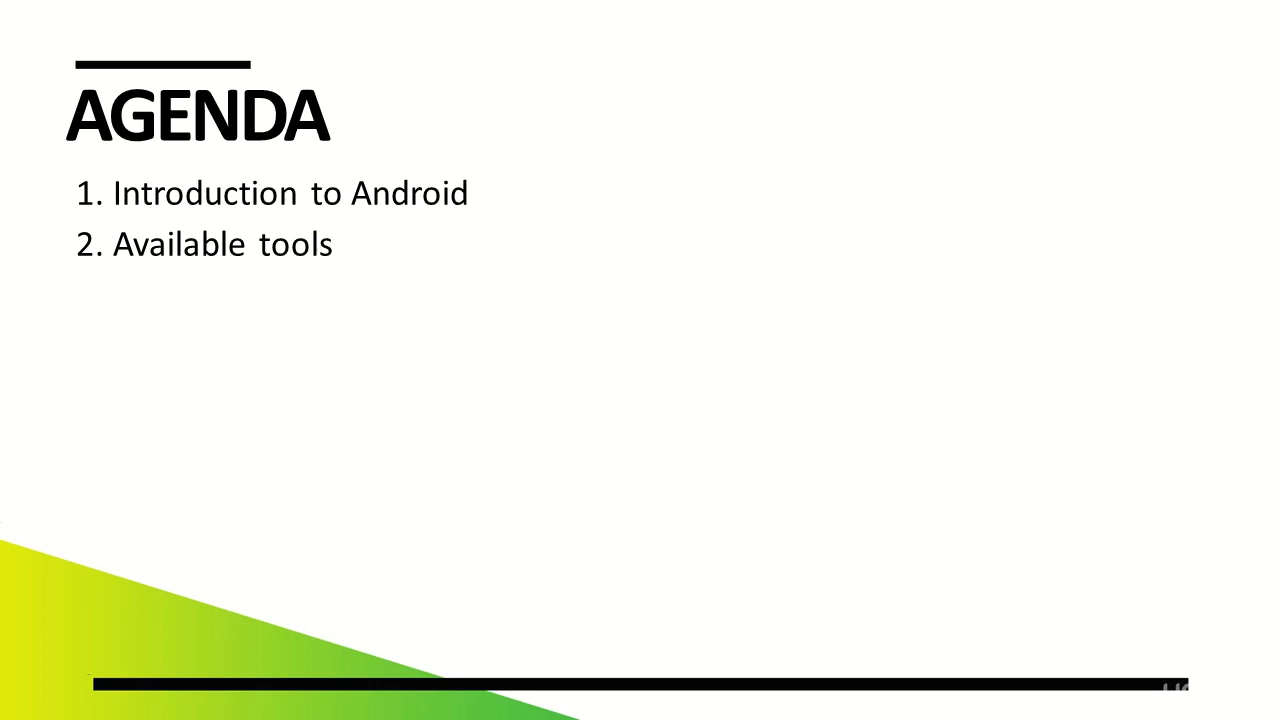 AGENDA
1. Introduction to Android
2. Available tools